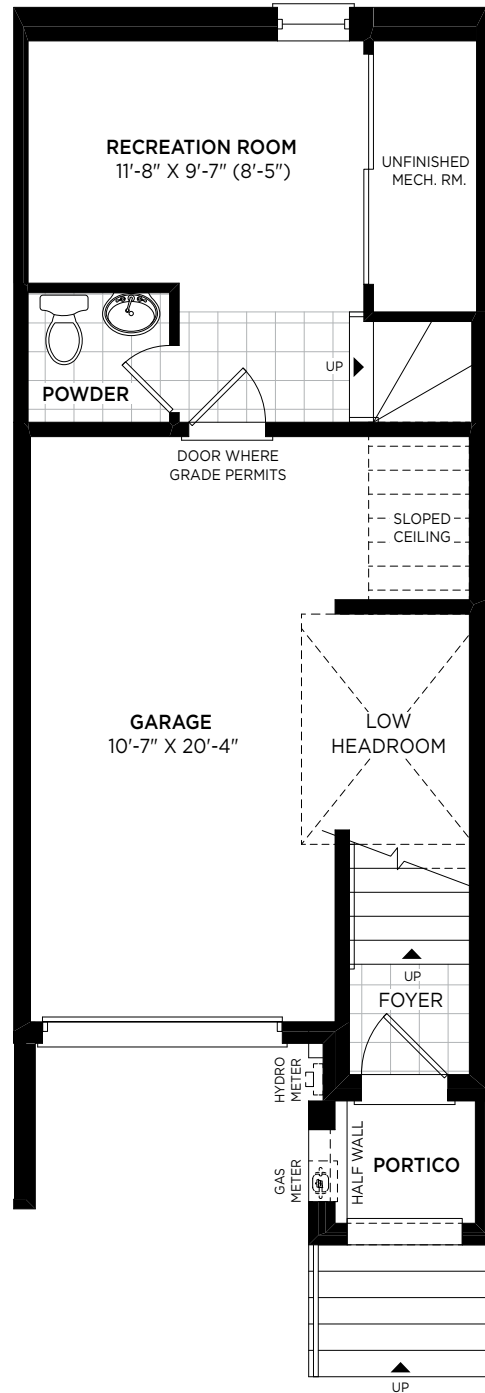 RECREATION ROOM
11'-8" X 9'-7" (8'-5")
UNFINISHED
MECH. RM.
POWDER
UP
DOOR WHERE
GRADE PERMITS
SLOPED
CEILING
GARAGE
10'-7" X 20'-4"
LOW
HEADROOM
UP
FOYER
HYDRO
METER
GAS
METER
HALF WALL
PORTICO
UP